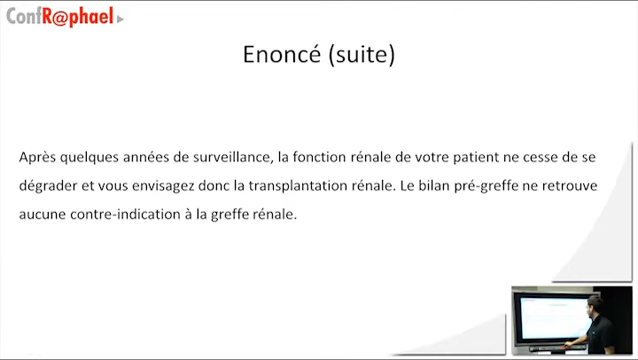 ConfR@phael
Enoncé (suite)
Après quelques années de surveillance, la fonction rénale de votre patient ne cesse de se
dégrader et vous envisagez donc la transplantation rénale. Le bilan pré-greffe ne retrouve
aucune contre-indication à la greffe rénale.